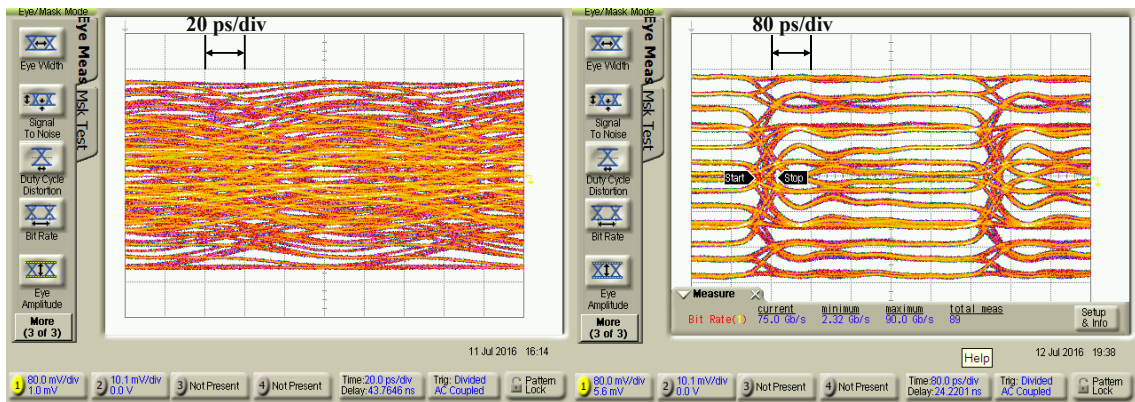 Eye/Mask Mode
20 ps/div
Eye Meas
Msk Test
Eye Width
Signal
To Noise
Duty Cycle
Distortion
Bit Rate
Eye
Amplitude
More
(3 of 3)
11 Jul 2016 16:14
1 80.0 mV/div
1.0 mV
2 10.1 mV/div
0.0 V
3 Not Present
4 Not Present
Time:20.0 ps/div
Delay:43.7646 ns
Trig: Divided
AC Coupled
Pattern
Lock
Eye/Mask Mode
80 ps/div
Eye Meas
Msk Test
Eye Width
Signal
To Noise
Duty Cycle
Distortion
Bit Rate
Eye
Amplitude
More
(3 of 3)
Start
Stop
Measure
current minimum maximum total meas
Bit Rate(1) 75.0 Gb/s 2.32 Gb/s 90.0 Gb/s 89
Setup
& Info
Help
12 Jul 2016 19:38
1 80.0 mV/div
5.6 mV
2 10.1 mV/div
0.0 V
3 Not Present
4 Not Present
Time:80.0 ps/div
Delay:24.2201 ns
Trig: Divided
AC Coupled
Pattern
Lock